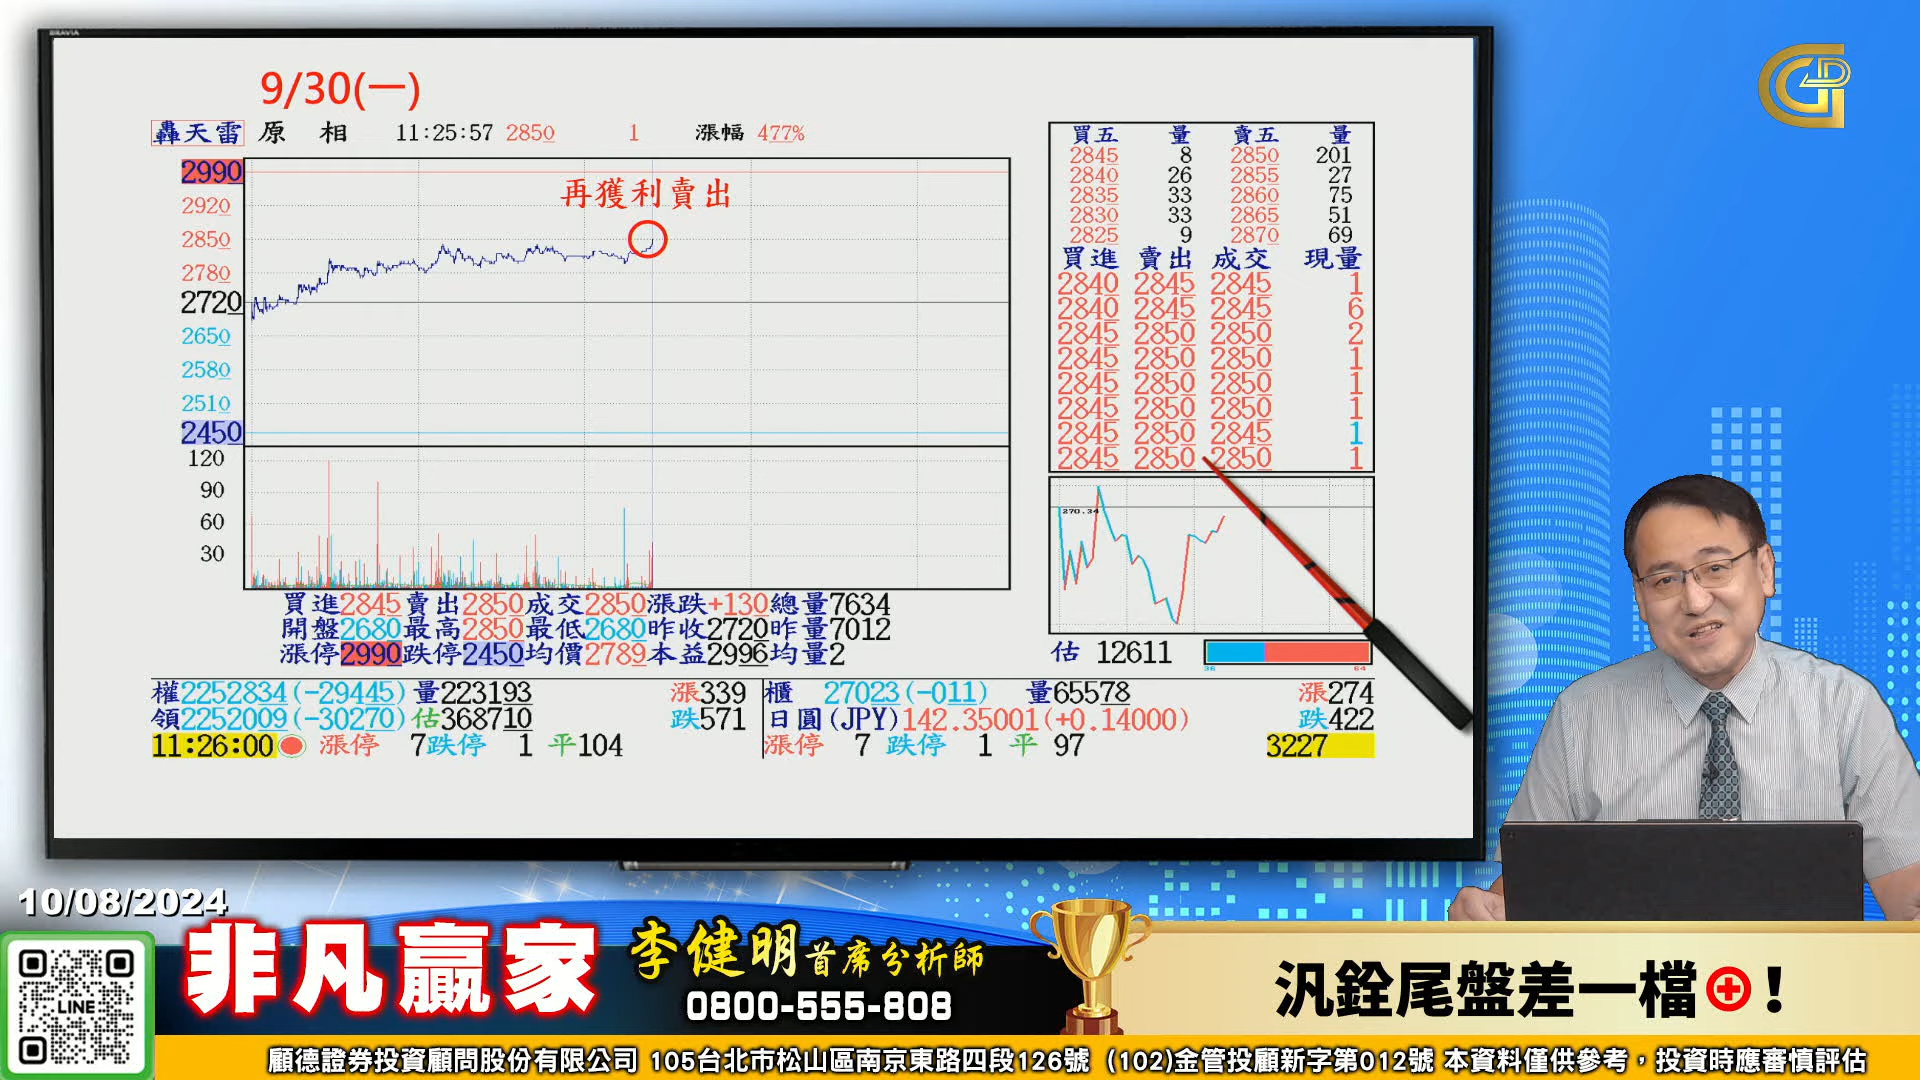 BRAVIA
9/30(一)
轟天雷 原 相 11:25:57 2850 1 漲幅 477%
2990
2920
2850
2780
2720
2650
2580
2510
2450
120
90
60
30
再獲利賣出
買五 量 賣五 量
2845 8 2850 201
2840 26 2855 27
2835 33 2860 75
2830 33 2865 51
2825 9 2870 69
買進 賣出 成交 現量
2840 2845 2845 1
2840 2845 2845 6
2845 2850 2850 2
2845 2850 2850 1
2845 2850 2850 1
2845 2850 2850 1
2845 2850 2845 1
2845 2850 2850 1
270.34
估 12611
36 64
買進2845賣出2850成交2850漲跌+130總量7634
開盤2680最高2850最低2680昨收2720昨量7012
漲停2990跌停2450均價2789本益2996均量2
權2252834(-29445)量223193 漲339 櫃 27023(-011) 量65578 漲274
領2252009(-30270)估368710 跌571 日圓(JPY)142.35001(+0.14000) 跌422
11:26:00 漲停 7跌停 1 平104 漲停 7 跌停 1 平 97 3227
10/08/2024
LINE
非凡贏家
李健明首席分析師
0800-555-808
汎銓尾盤差一檔⊕!
顧德證券投資顧問股份有限公司 105台北市松山區南京東路四段126號 (102)金管投顧新字第012號 本資料僅供參考，投資時應審慎評估